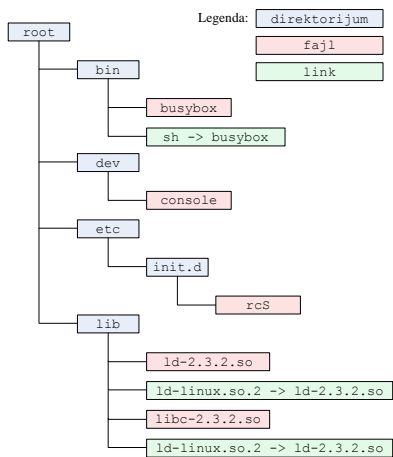 Legenda:
direktorijum
fajl
link
root
bin
busybox
sh -> busybox
dev
console
etc
init.d
rcS
lib
ld-2.3.2.so
ld-linux.so.2 -> ld-2.3.2.so
libc-2.3.2.so
ld-linux.so.2 -> ld-2.3.2.so